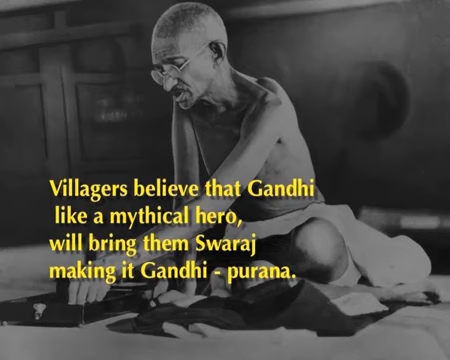 Villagers believe that Gandhi
like a mythical hero,
will bring them Swaraj
making it Gandhi - purana.